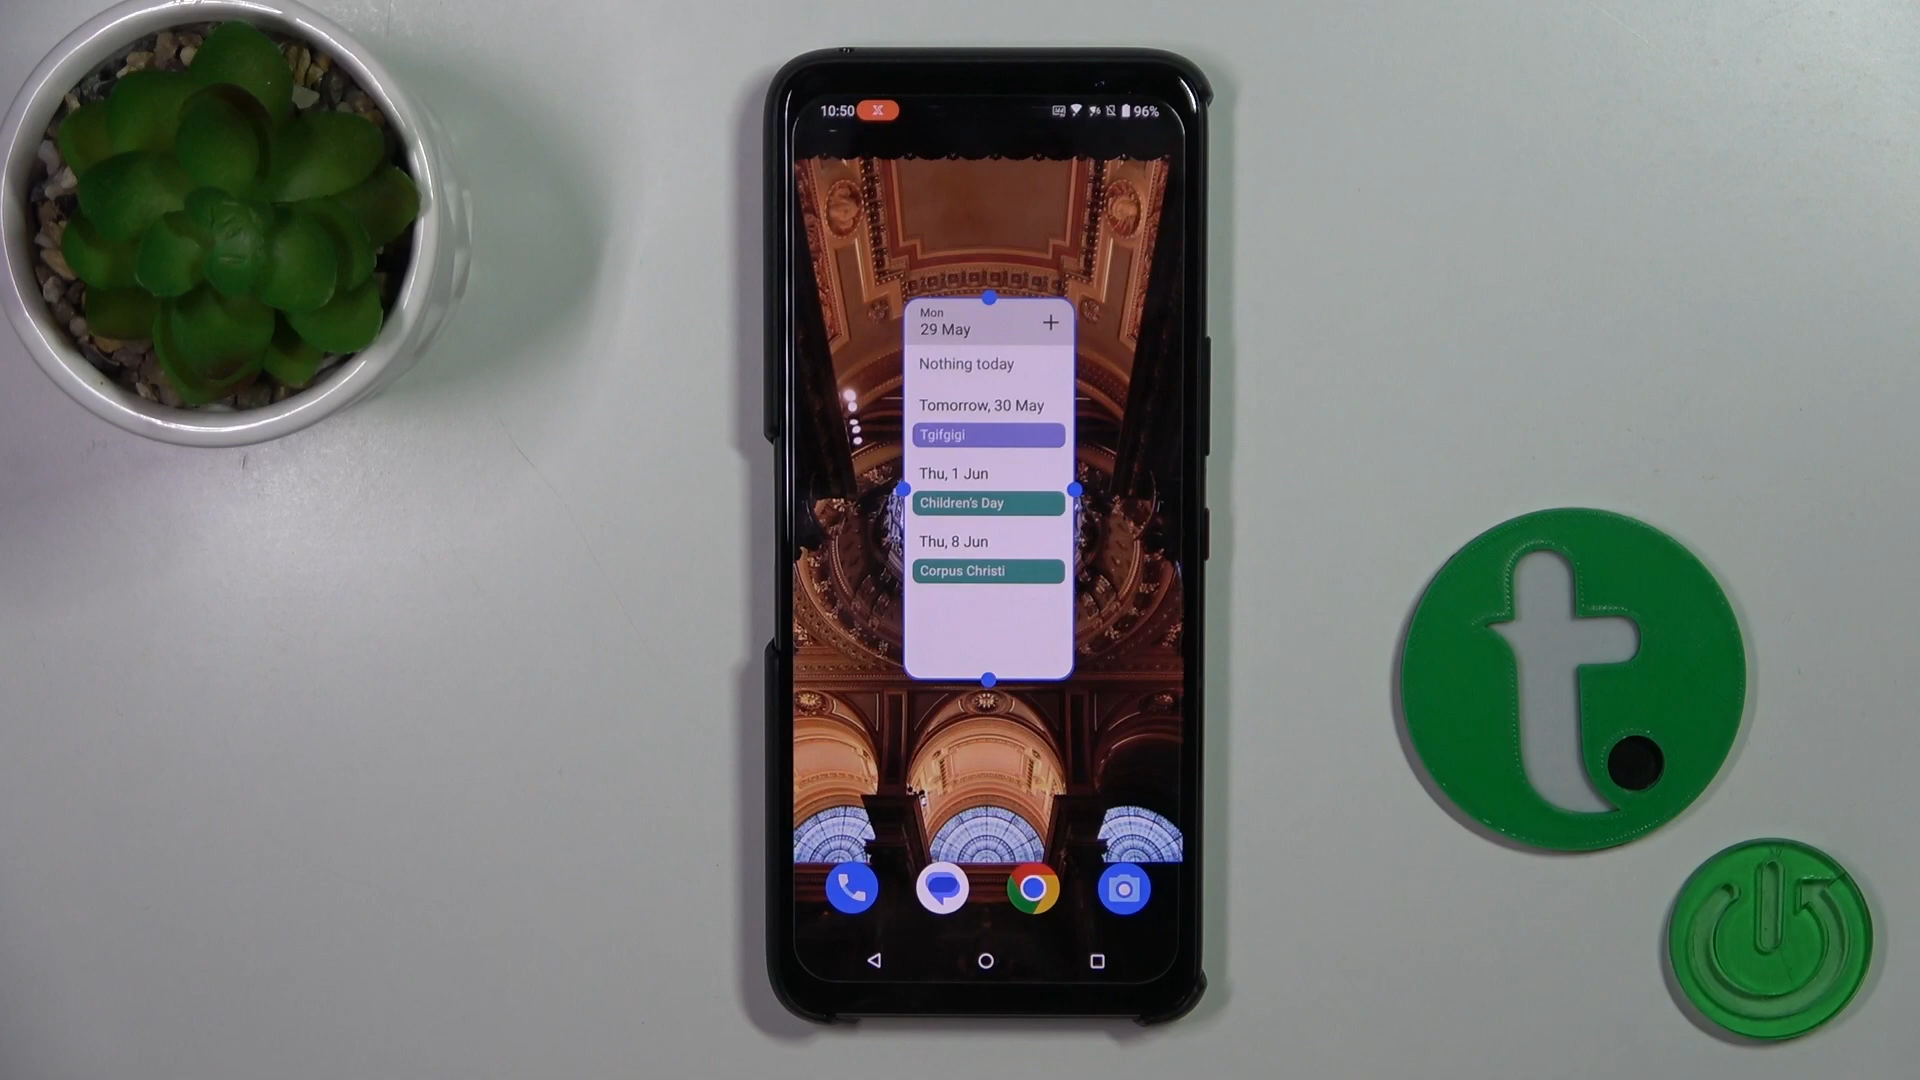 10:50 96%
Mon
29 May
Nothing today
Tomorrow, 30 May
Tgifgigi
Thu, 1 Jun
Children's Day
Thu, 8 Jun
Corpus Christi
t